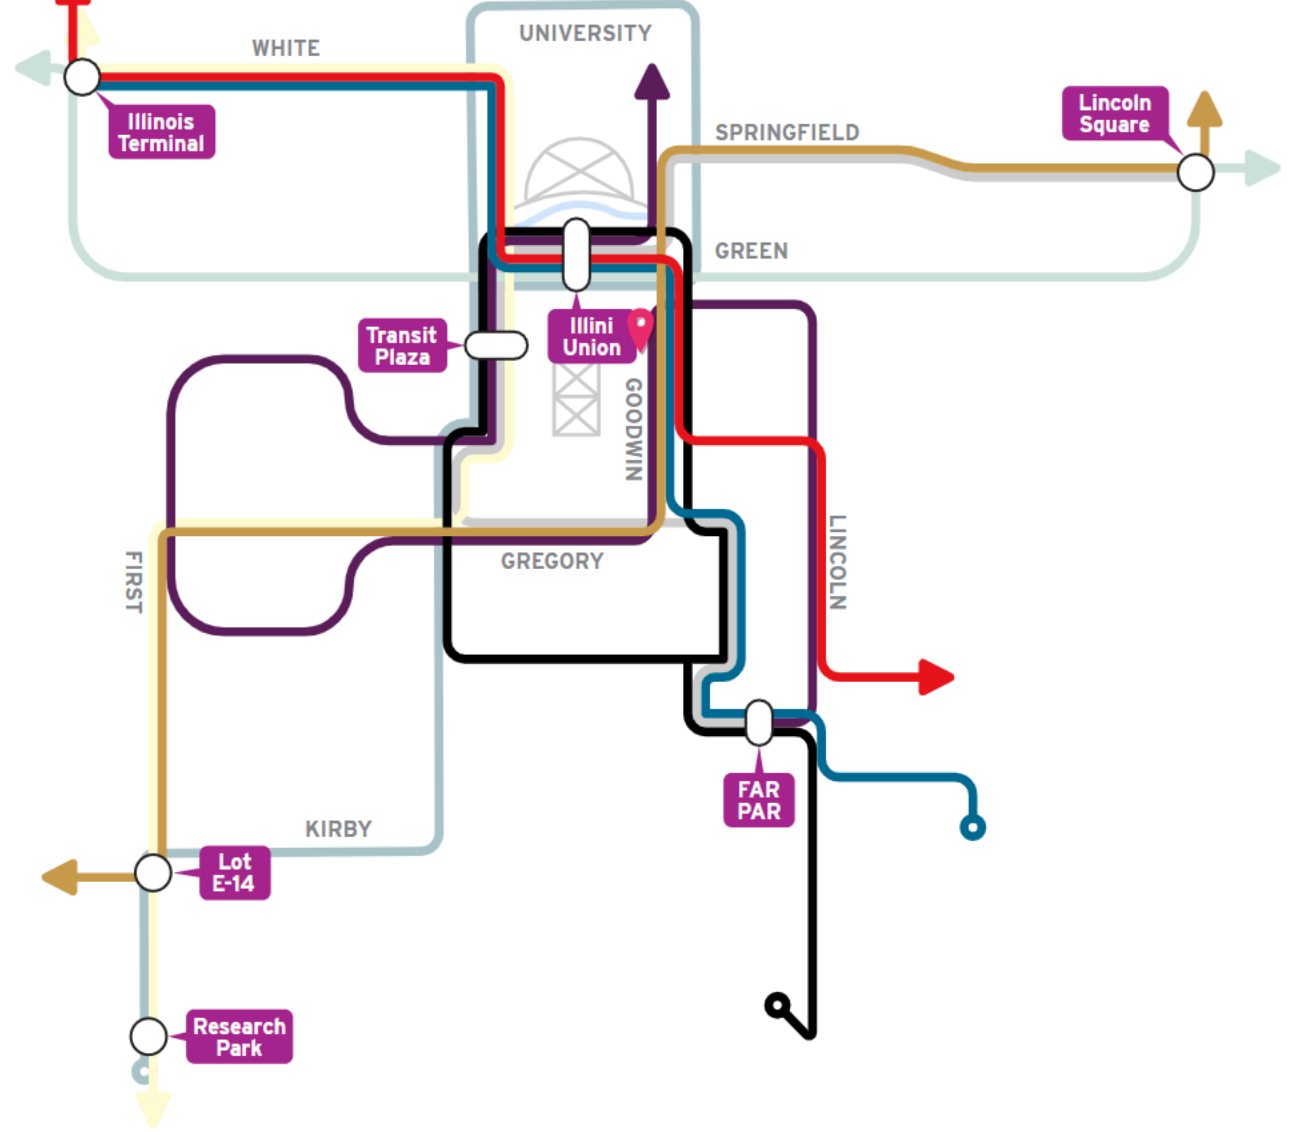 UNIVERSITY
WHITE
Illinois
Terminal
Lincoln
Square
SPRINGFIELD
GREEN
Transit
Plaza
Illini
Union
GOODWIN
LINCOLN
FIRST
GREGORY
FAR
PAR
KIRBY
Lot
E-14
Research
Park